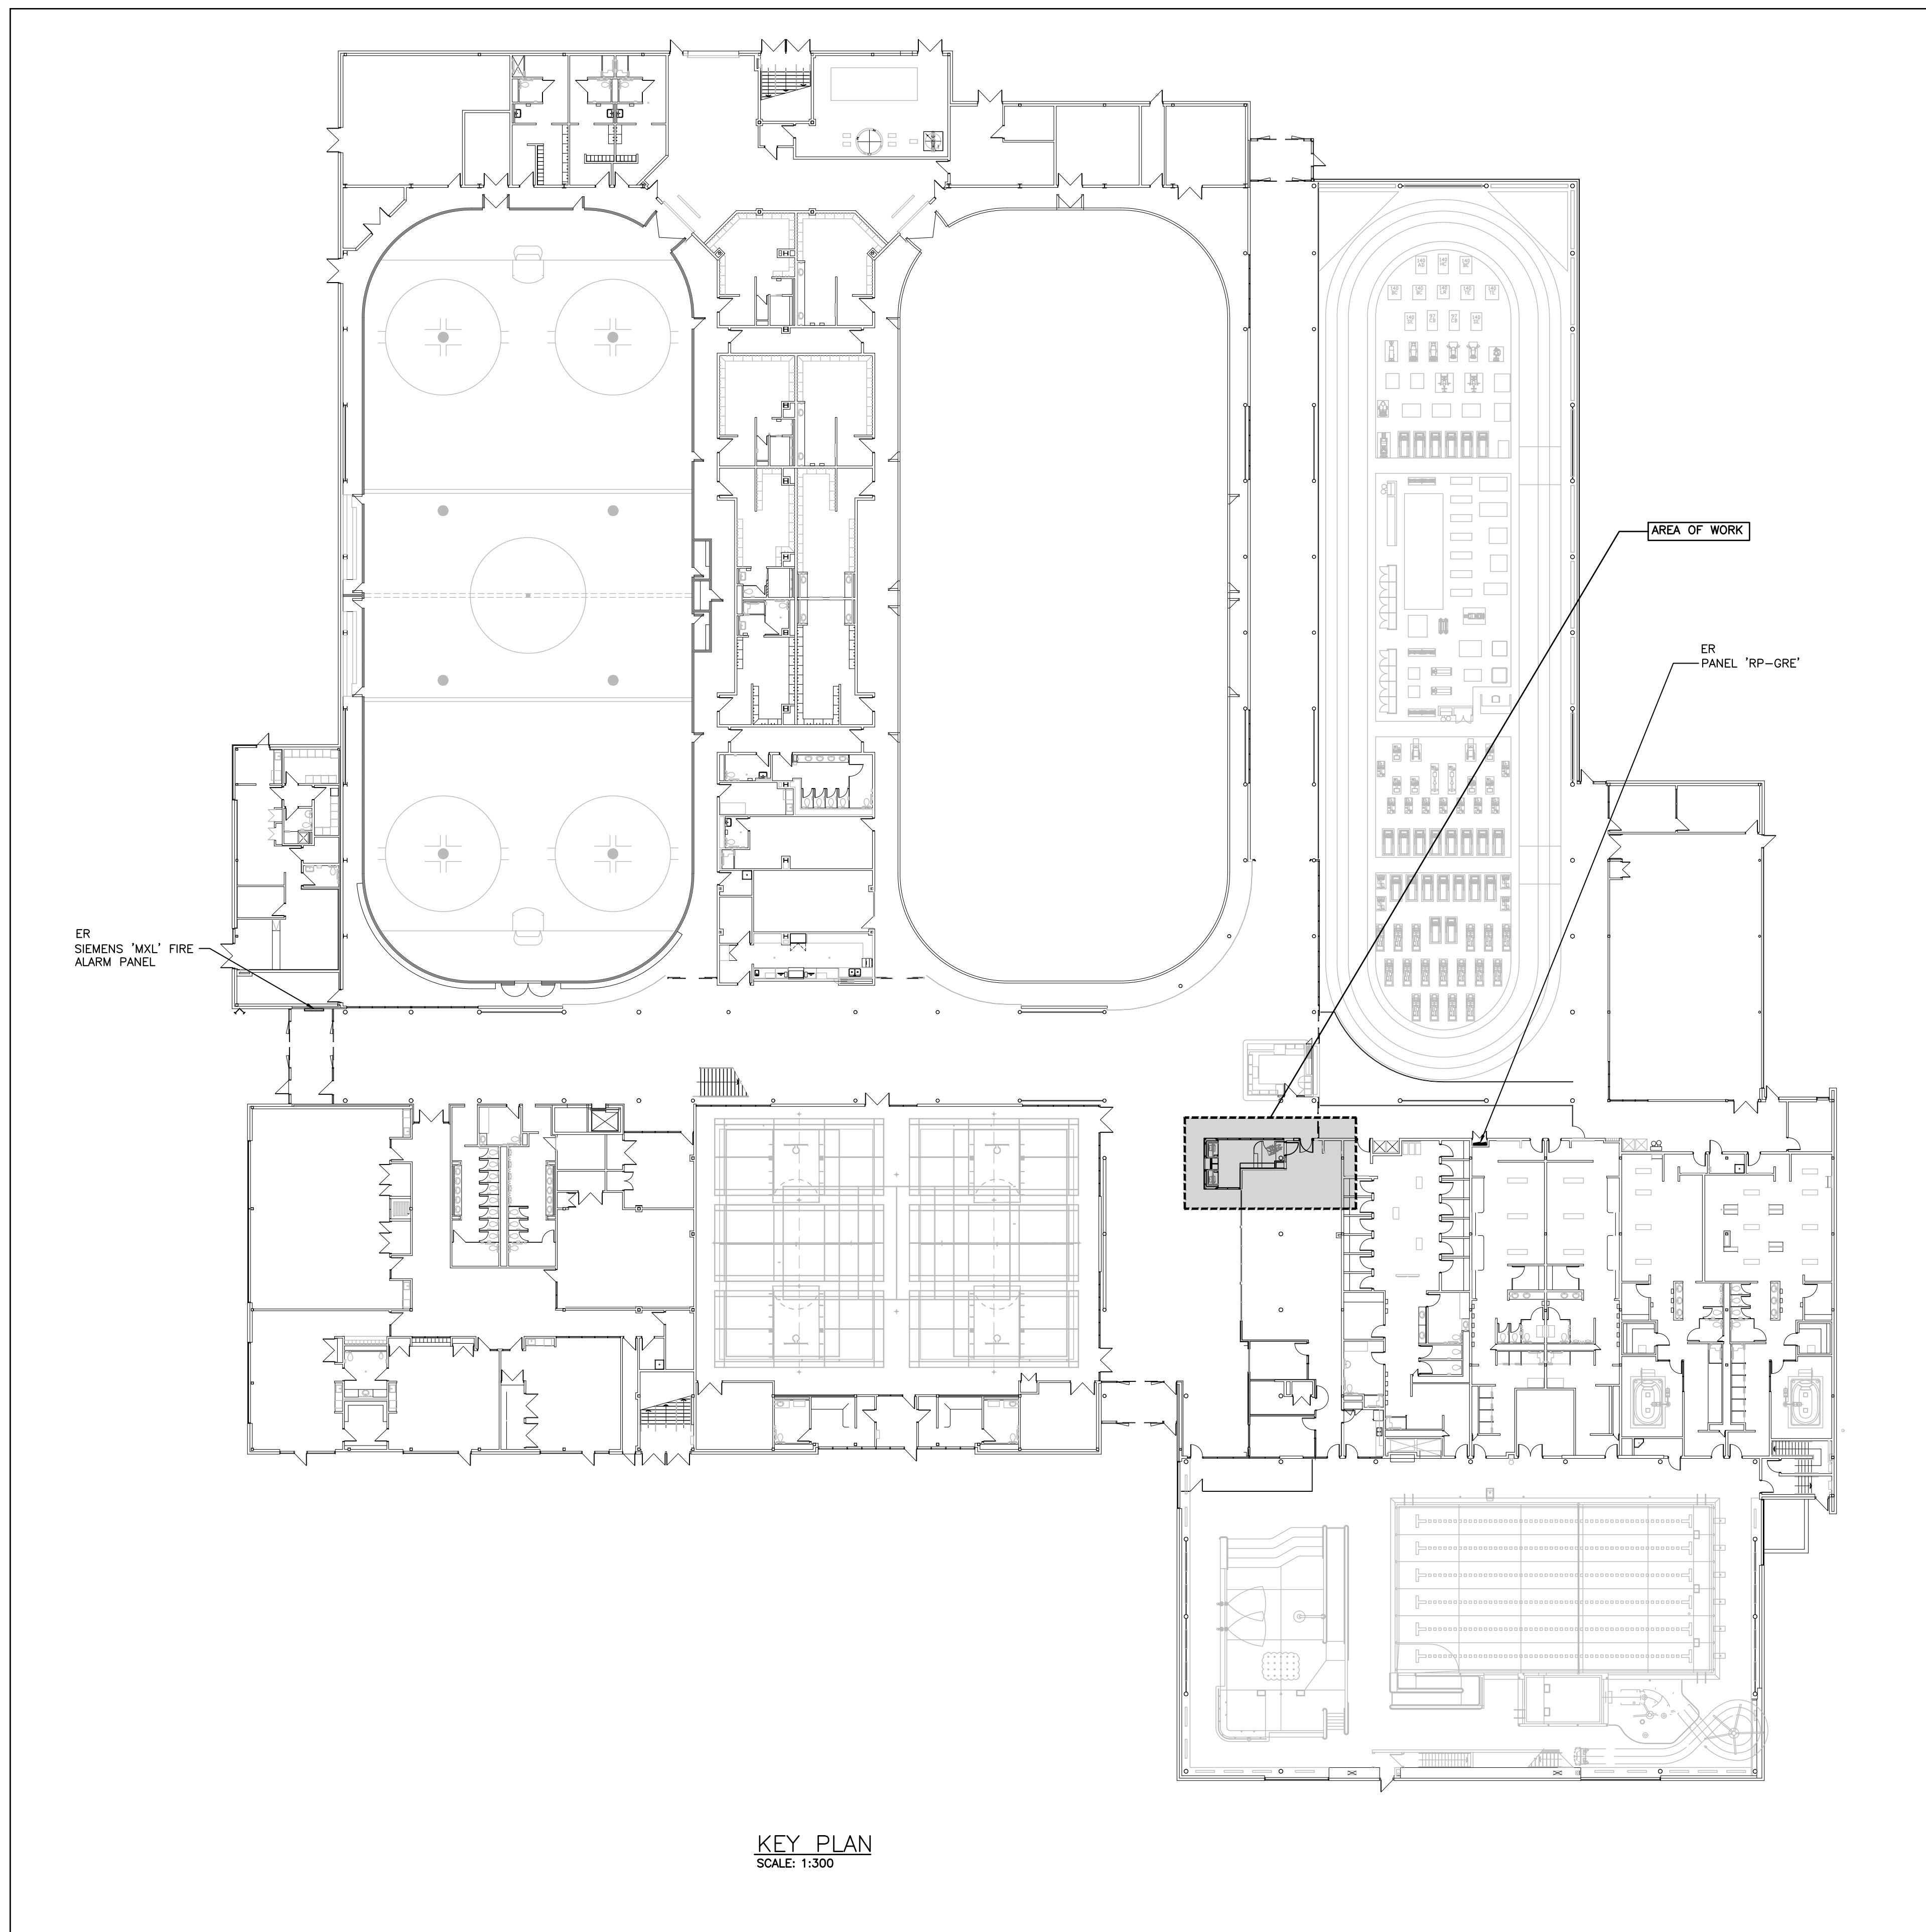 AREA OF WORK
ER
PANEL 'RP-GRE'
ER
SIEMENS 'MXL' FIRE
ALARM PANEL
KEY PLAN
SCALE: 1:300